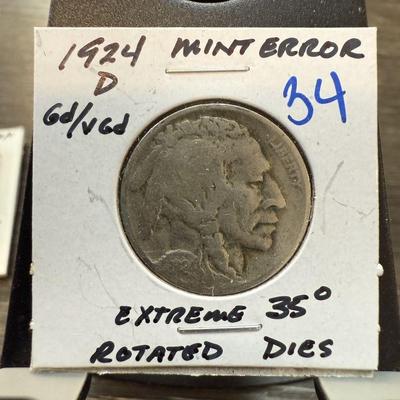 1924 MINT ERROR
D
Gd/VGd
34
LIBERTY
EXTREME 35°
ROTATED DIES